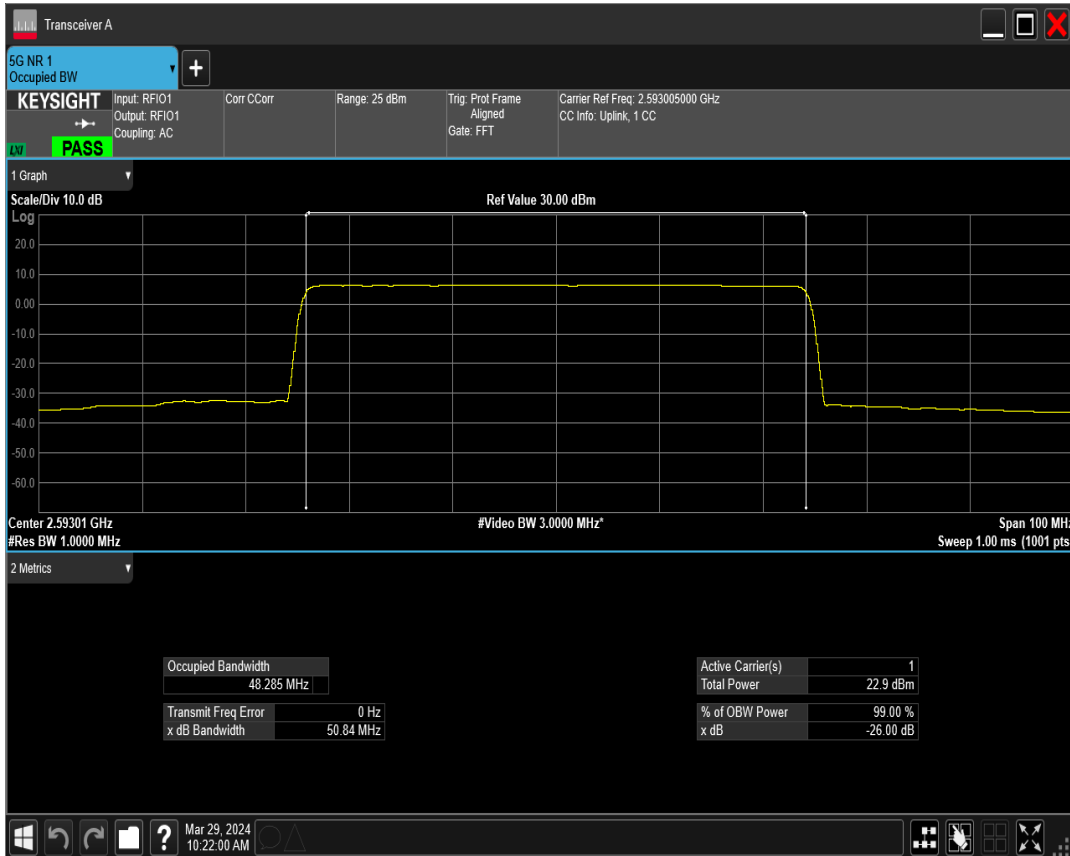 Transceiver A
5G NR 1
Occupied BW
+
KEYSIGHT
LXI
PASS
Input: RFIO1
Output: RFIO1
Coupling: AC
Corr CCorr
Range: 25 dBm
Trig: Prot Frame
Aligned
Gate: FFT
Carrier Ref Freq: 2.593005000 GHz
CC Info: Uplink, 1 CC
1 Graph
Scale/Div 10.0 dB
Ref Value 30.00 dBm
Log
20.0
10.0
0.00
-10.0
-20.0
-30.0
-40.0
-50.0
-60.0
Center 2.59301 GHz
#Video BW 3.0000 MHz*
Span 100 MHz
#Res BW 1.0000 MHz
Sweep 1.00 ms (1001 pts
2 Metrics
Occupied Bandwidth
48.285 MHz
Transmit Freq Error 0 Hz
x dB Bandwidth 50.84 MHz
Active Carrier(s) 1
Total Power 22.9 dBm
% of OBW Power 99.00 %
x dB -26.00 dB
?
Mar 29, 2024
10:22:00 AM